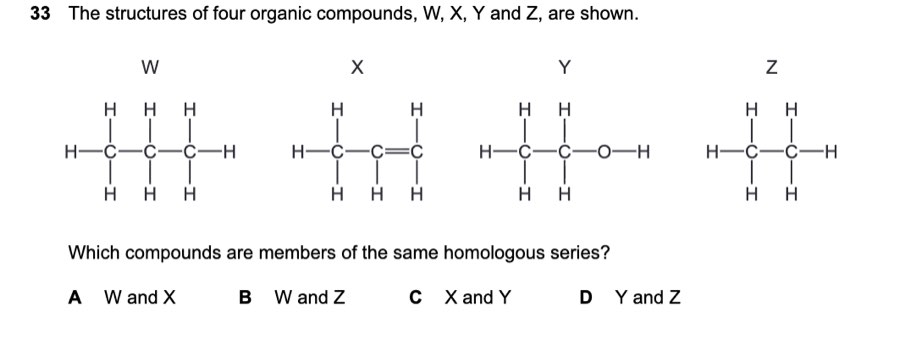 33 The structures of four organic compounds, W, X, Y and Z, are shown.
W X Y Z
H H H H H H H H H
H—C—C—C—H H—C—C=C H—C—C—O—H H—C—C—H
H H H H H H H H H H
Which compounds are members of the same homologous series?
A W and X B W and Z C X and Y D Y and Z